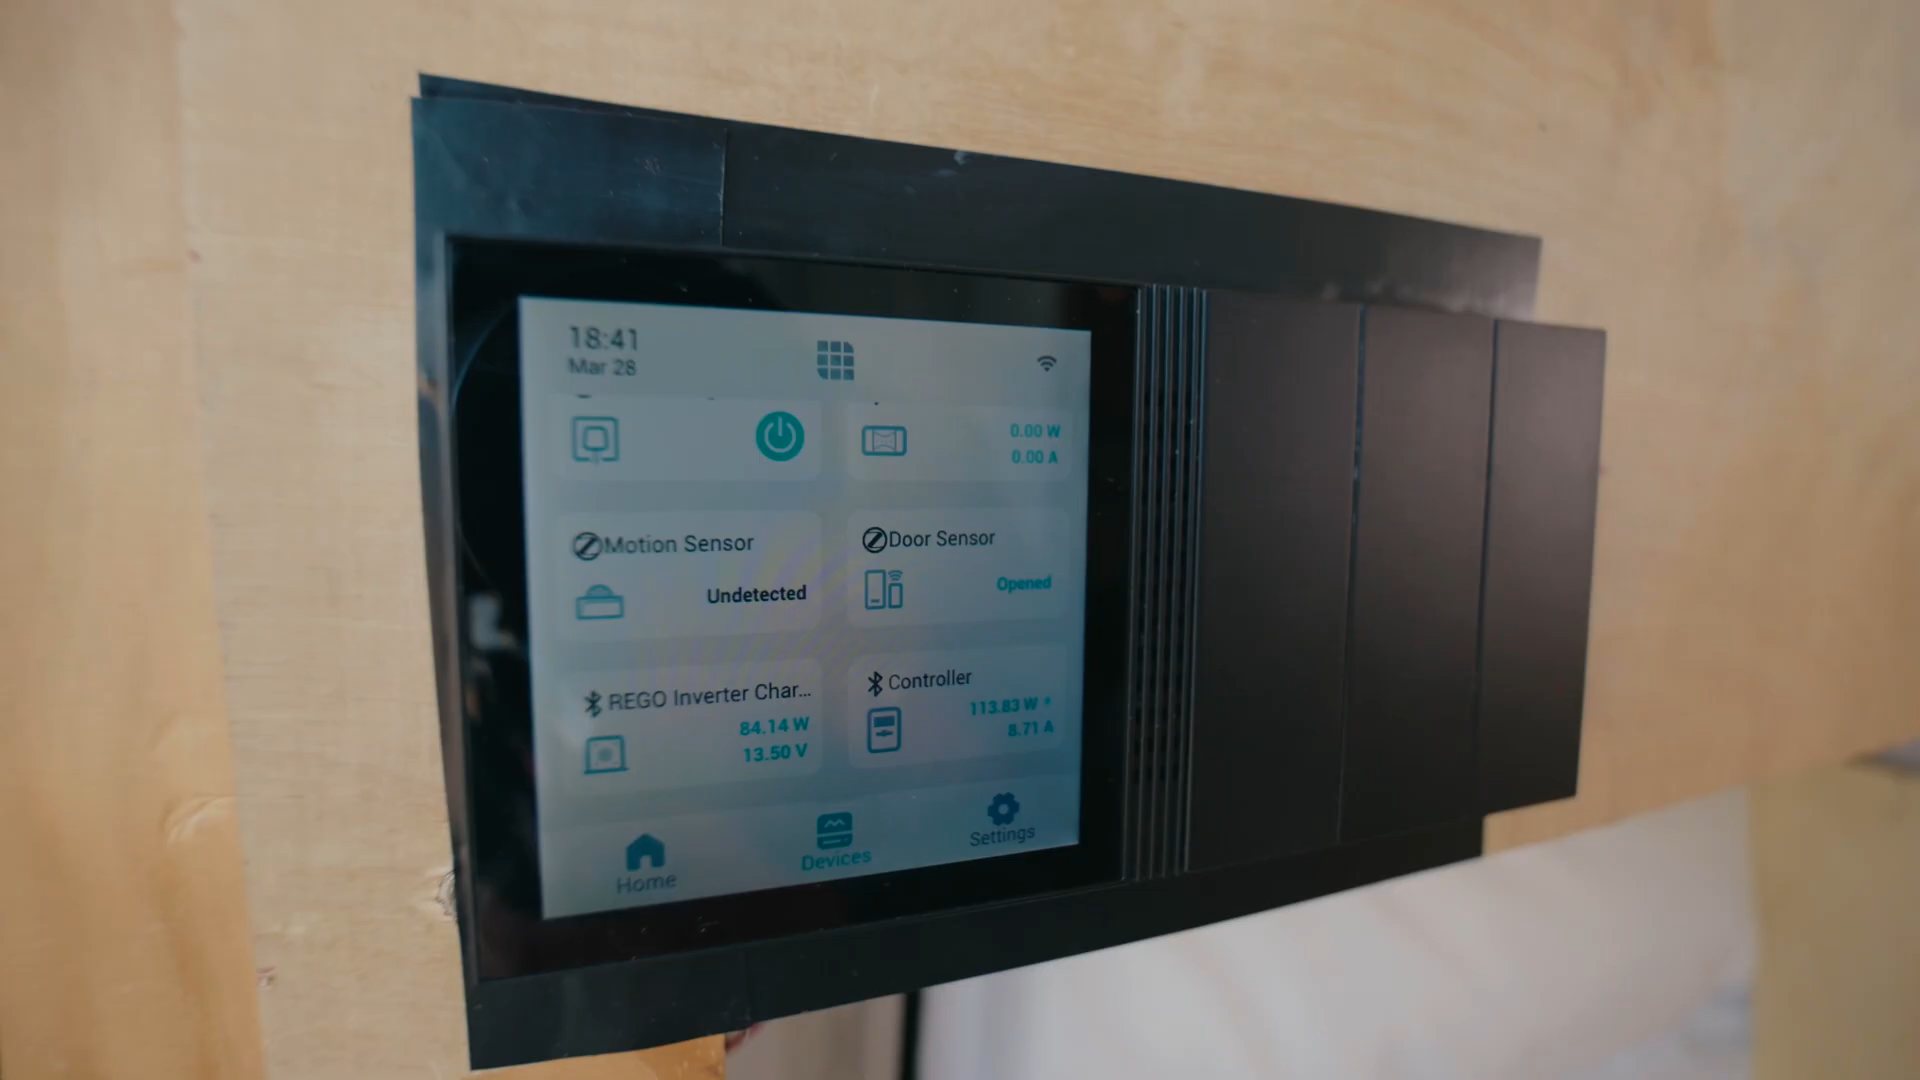 18:41
Mar 28
0.00 W
0.00 A
Motion Sensor
Undetected
Door Sensor
Opened
REGO Inverter Char...
84.14 W
13.50 V
Controller
113.83 W
8.71 A
Home
Devices
Settings